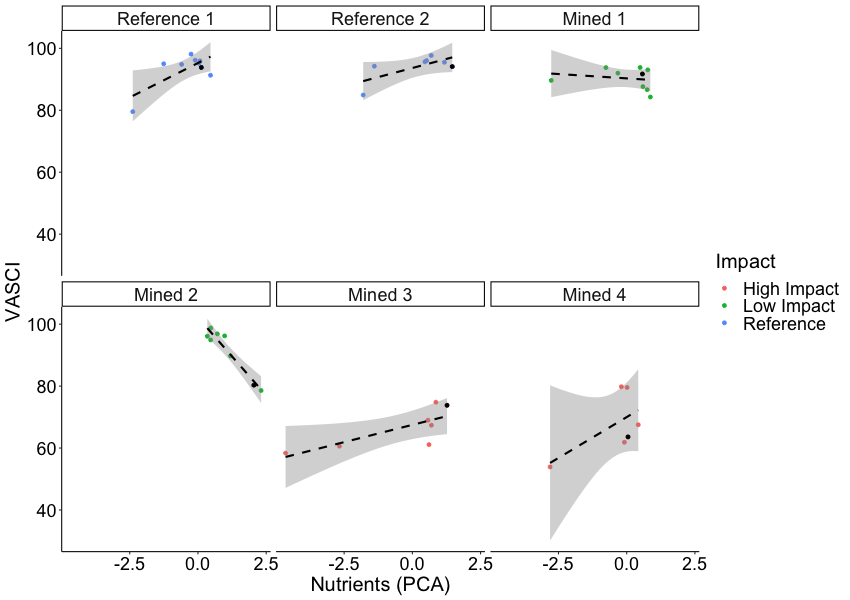 Reference 1
Reference 2
Mined 1
100
80
60
40
Mined 2
Mined 3
Mined 4
100
80
60
40
-2.5 0.0 2.5
-2.5 0.0 2.5
-2.5 0.0 2.5
Nutrients (PCA)
VASCI
Impact
High Impact
Low Impact
Reference